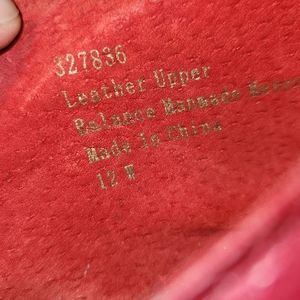 327836
Leather Upper
Balance Manmade
Made in China
12 W